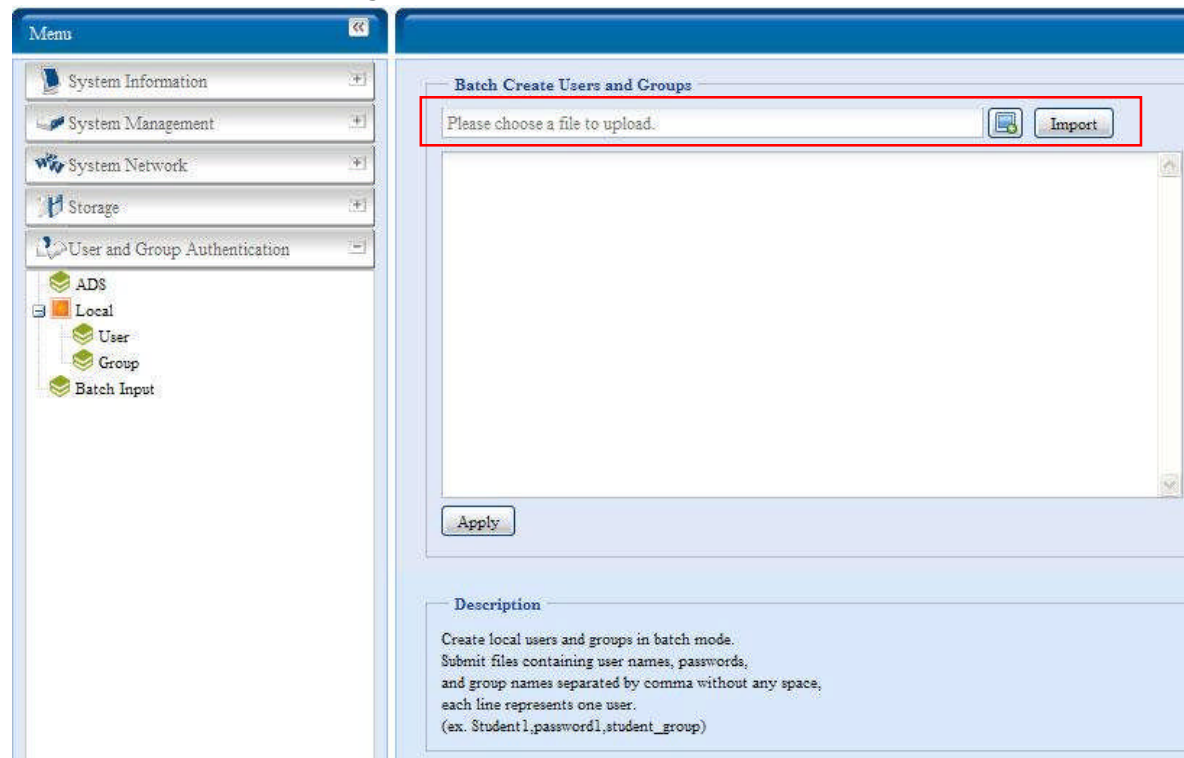 Menu
System Information
System Management
System Network
Storage
User and Group Authentication
ADS
Local
User
Group
Batch Input
Batch Create Users and Groups
Please choose a file to upload.
Import
Apply
Description
Create local users and groups in batch mode.
Submit files containing user names, passwords,
and group names separated by comma without any space,
each line represents one user.
(ex. Student1,password1,student_group)